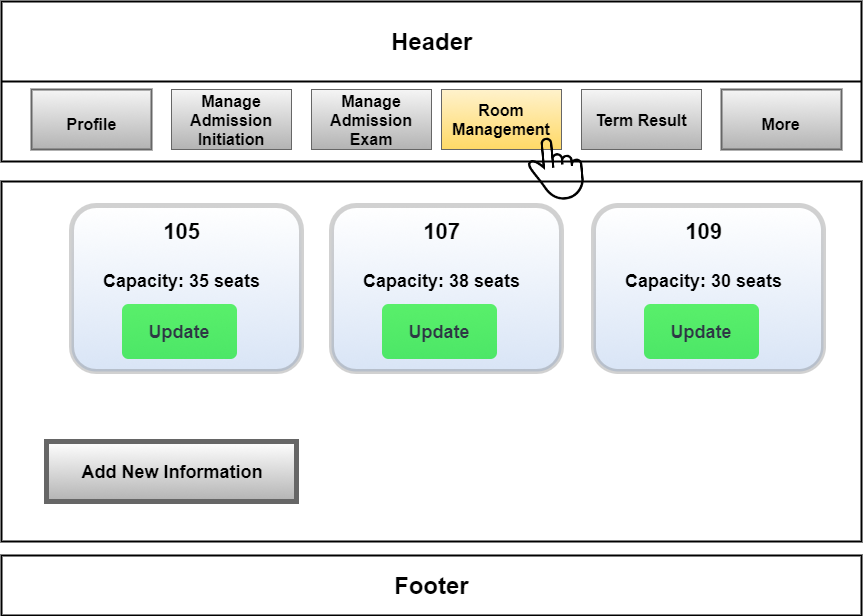 Header
Profile
Manage
Admission
Initiation
Manage
Admission
Exam
Room
Management
Term Result
More
105
Capacity: 35 seats
Update
107
Capacity: 38 seats
Update
109
Capacity: 30 seats
Update
Add New Information
Footer